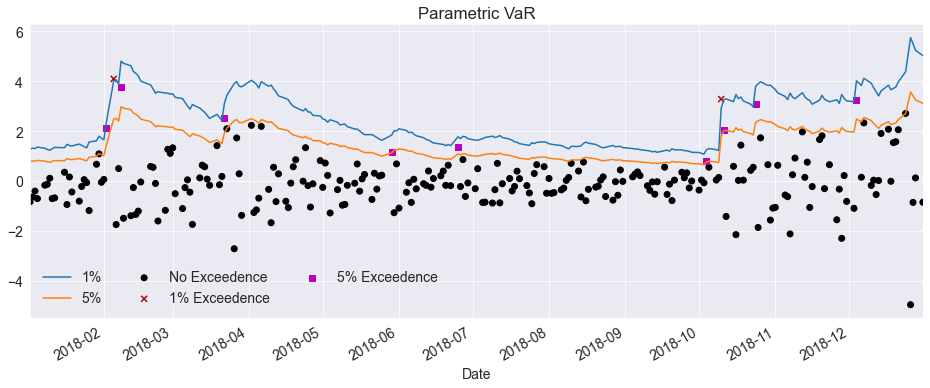 Parametric VaR
6
4
2
0
−2
−4
1% No Exceedence 5% Exceedence
5% 1% Exceedence
2018-02 2018-03 2018-04 2018-05 2018-06 2018-07 2018-08 2018-09 2018-10 2018-11 2018-12
Date